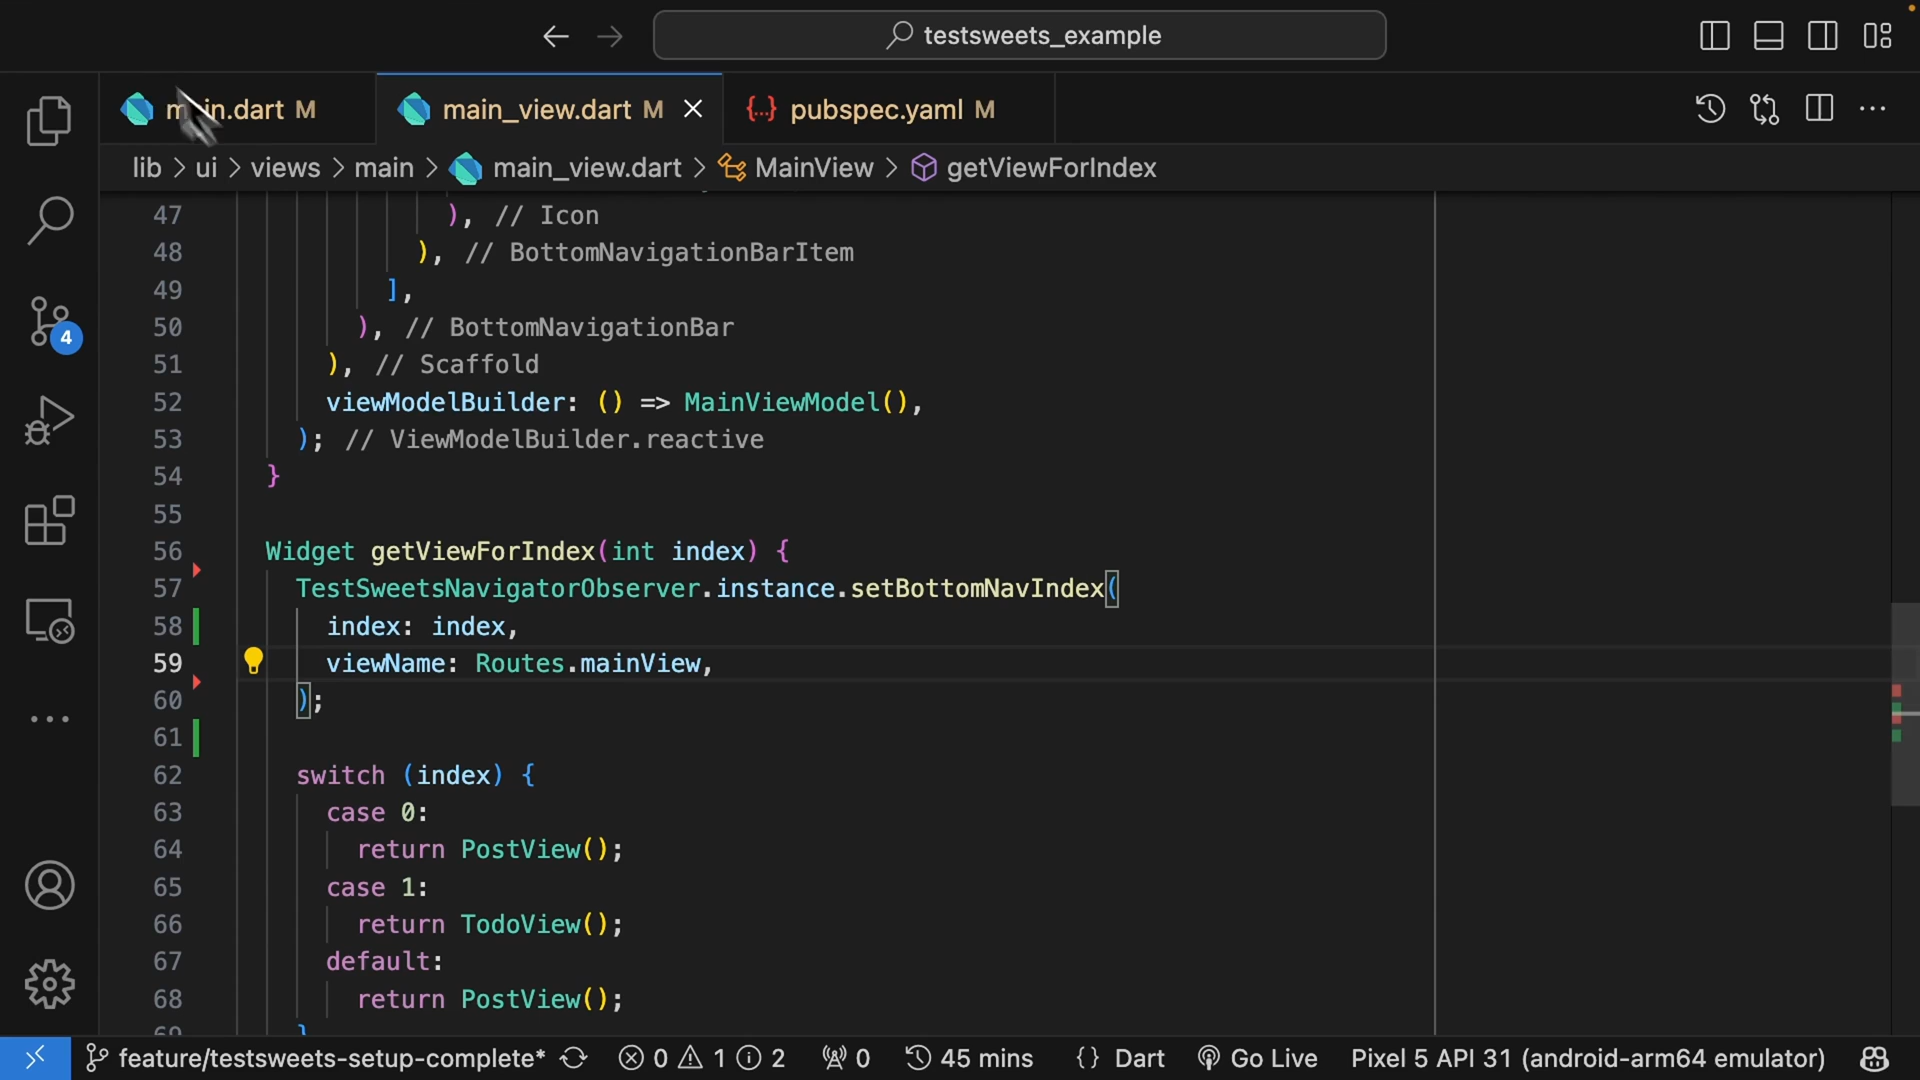 testsweets_example
main.dart M
main_view.dart M
{..} pubspec.yaml M
lib > ui > views > main > main_view.dart > MainView > getViewForIndex
47 ), // Icon
48 ), // BottomNavigationBarItem
49 ],
50 ), // BottomNavigationBar
51 ), // Scaffold
52 viewModelBuilder: () => MainViewModel(),
53 ); // ViewModelBuilder.reactive
54 }
55
56 Widget getViewForIndex(int index) {
57 TestSweetsNavigatorObserver.instance.setBottomNavIndex(
58 index: index,
59 viewName: Routes.mainView,
60 );
61
62 switch (index) {
63 case 0:
64 return PostView();
65 case 1:
66 return TodoView();
67 default:
68 return PostView();
69 }
4
feature/testsweets-setup-complete* 0 1 2 0 45 mins {} Dart Go Live Pixel 5 API 31 (android-arm64 emulator)